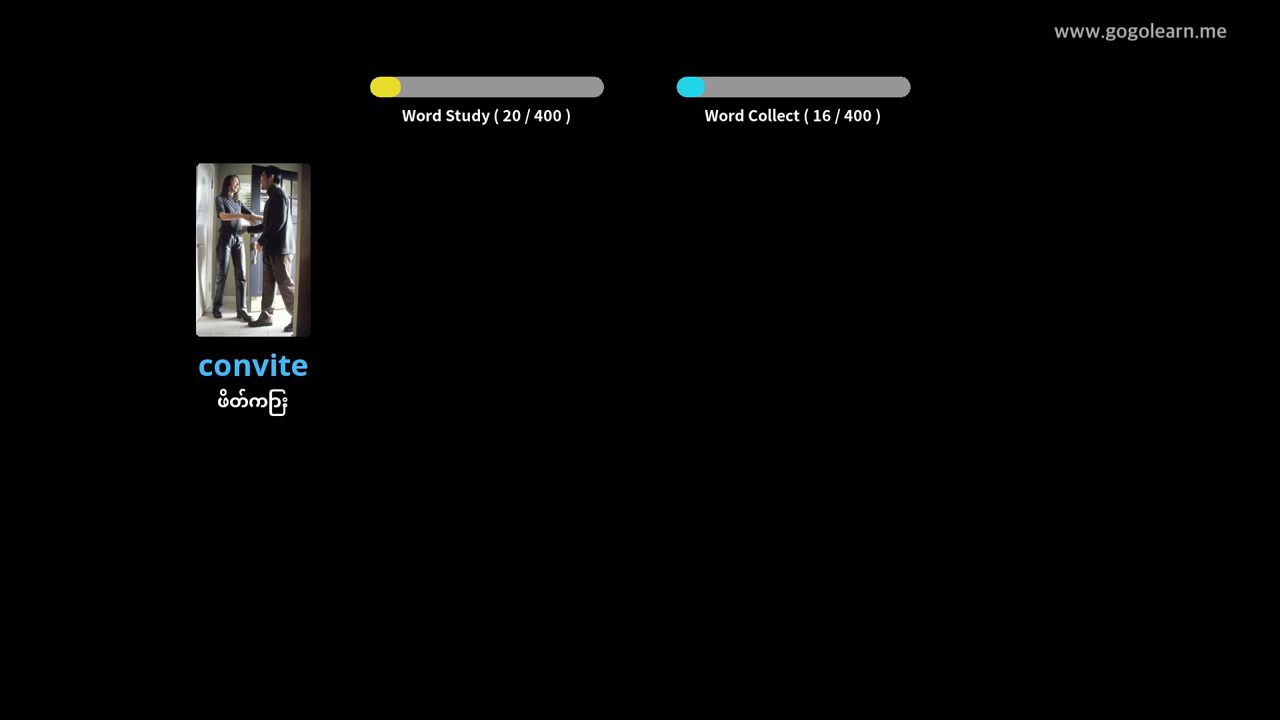 www.gogolearn.me
Word Study ( 20 / 400 )
Word Collect ( 16 / 400 )
convite
ဖိတ်ကြား